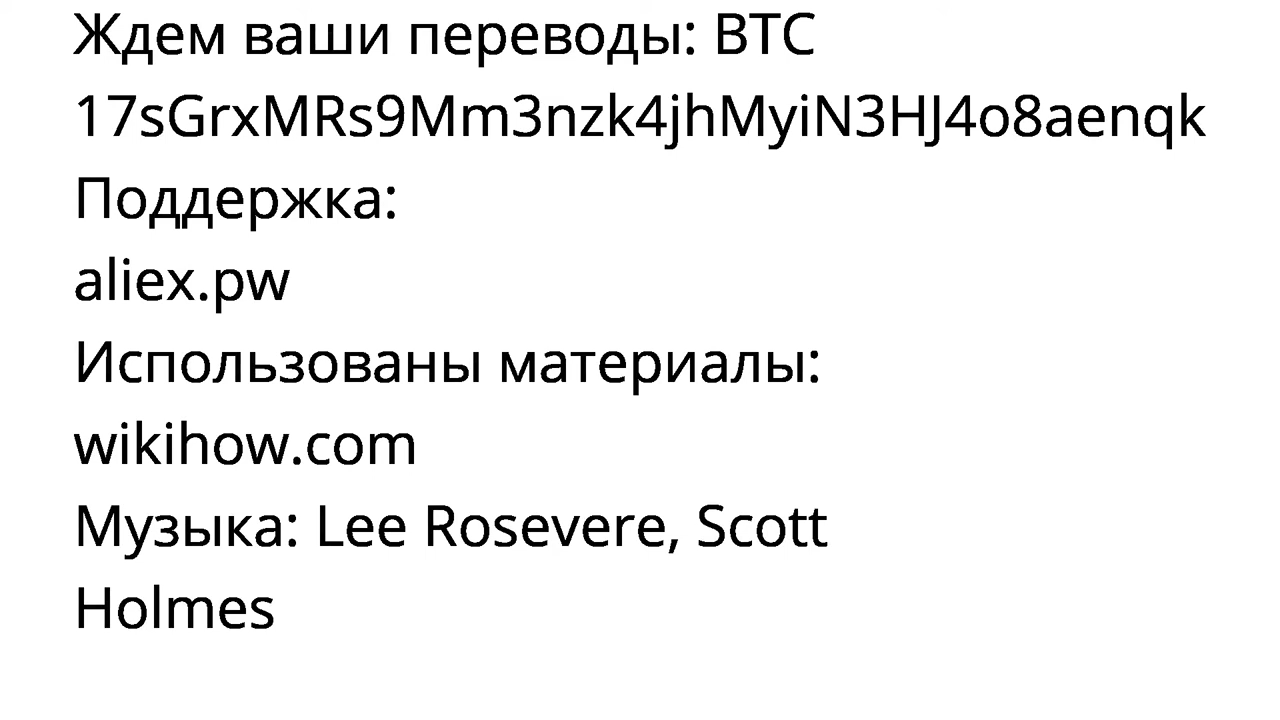 Ждем ваши переводы: BTC
17sGrxMRs9Mm3nzk4jhMyiN3HJ4o8aenqk
Поддержка:
aliex.pw
Использованы материалы:
wikihow.com
Музыка: Lee Rosevere, Scott
Holmes